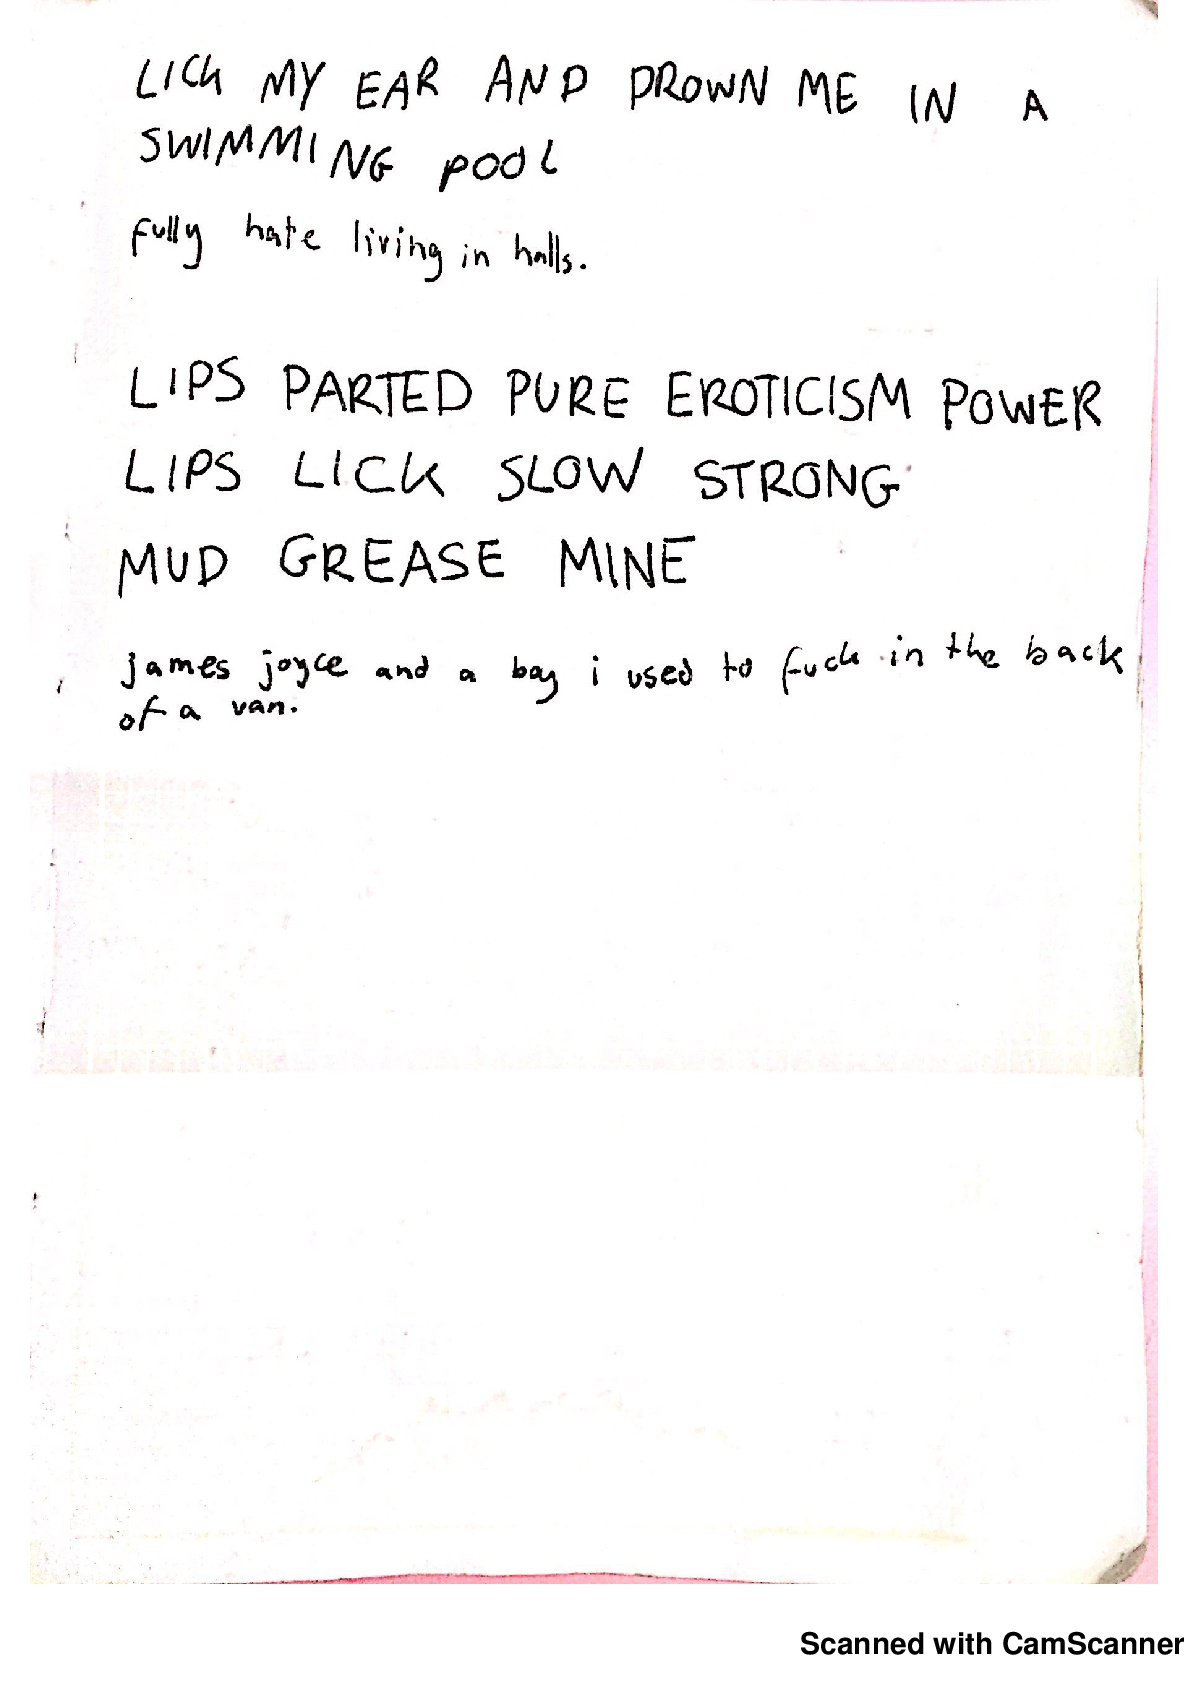 LICK MY EAR AND DROWN ME IN A
SWIMMING POOL
fully hate living in halls.
LIPS PARTED PURE EROTICISM POWER
LIPS LICK SLOW STRONG
MUD GREASE MINE
james joyce and a boy i used to fuck in the back
of a van.
Scanned with CamScanner